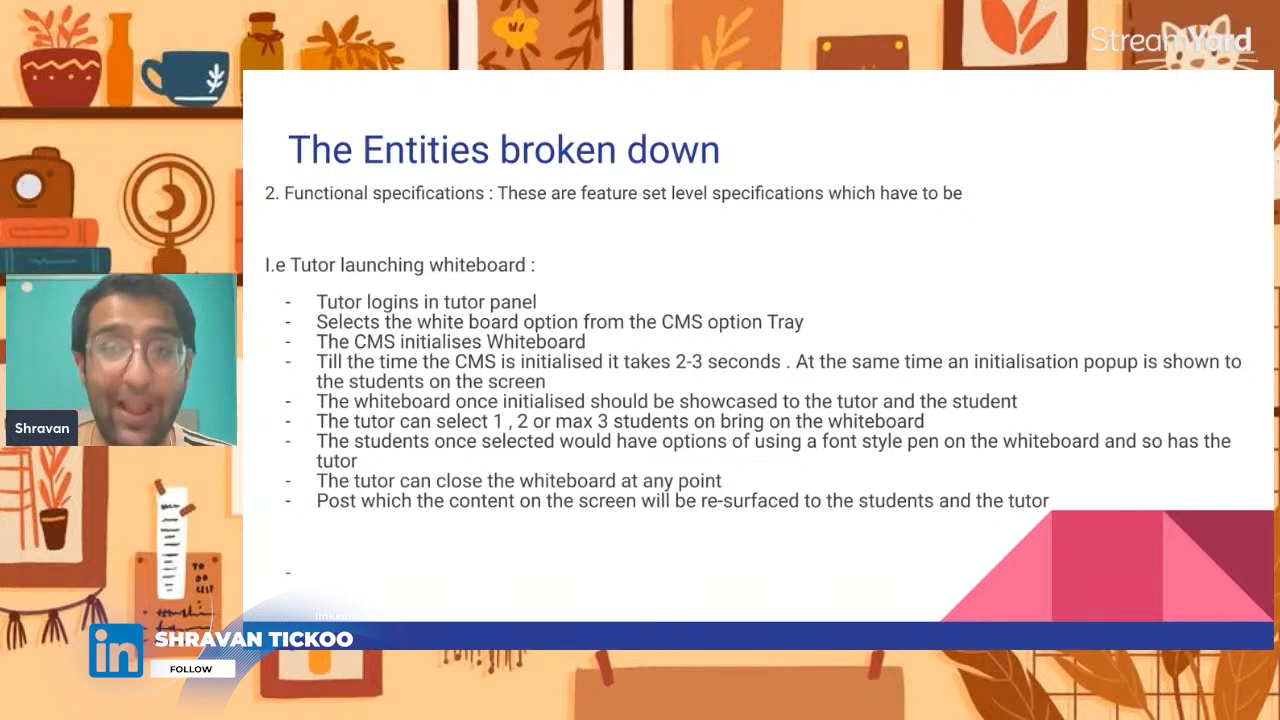 StreamYard
The Entities broken down
2. Functional specifications : These are feature set level specifications which have to be
I.e Tutor launching whiteboard :
- Tutor logins in tutor panel
- Selects the white board option from the CMS option Tray
- The CMS initialises Whiteboard
- Till the time the CMS is initialised it takes 2-3 seconds . At the same time an initialisation popup is shown to
the students on the screen
- The whiteboard once initialised should be showcased to the tutor and the student
- The tutor can select 1 , 2 or max 3 students on bring on the whiteboard
- The students once selected would have options of using a font style pen on the whiteboard and so has the
tutor
- The tutor can close the whiteboard at any point
- Post which the content on the screen will be re-surfaced to the students and the tutor
-
Shravan
TO
DO
LIST
in
SHRAVAN TICKOO
FOLLOW